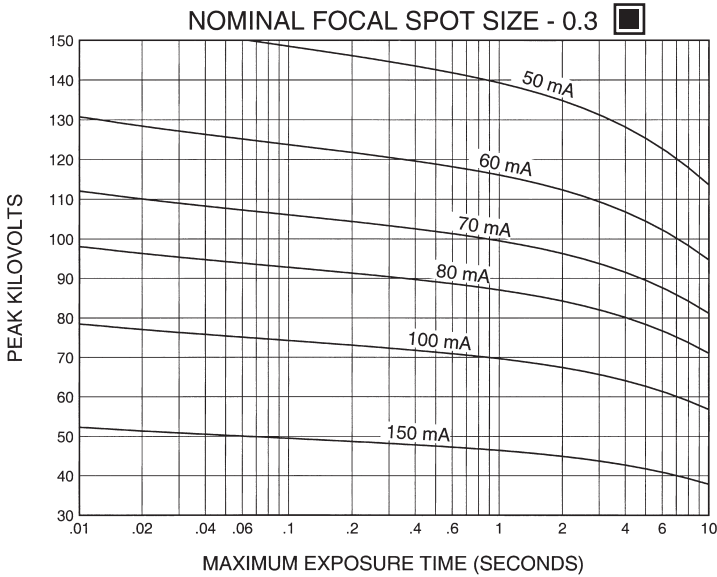 NOMINAL FOCAL SPOT SIZE - 0.3
PEAK KILOVOLTS
150
140
130
120
110
100
90
80
70
60
50
40
30
50 mA
60 mA
70 mA
80 mA
100 mA
150 mA
.01 .02 .04 .06 .1 .2 .4 .6 1 2 4 6 10
MAXIMUM EXPOSURE TIME (SECONDS)